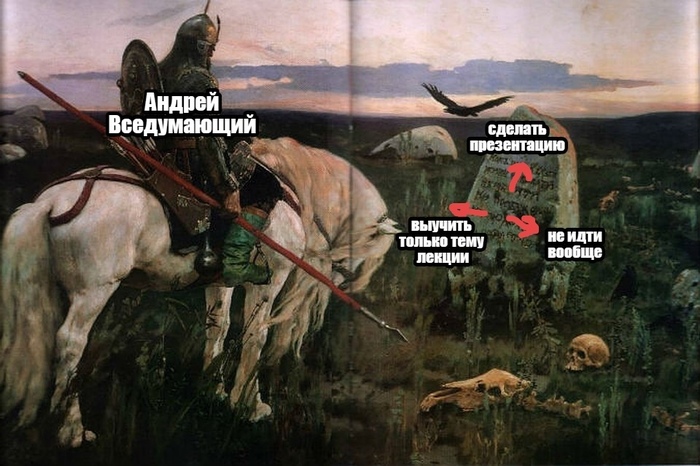 Андрей
Вседумающий
сделать
презентацию
выучить
только тему
лекции
не идти
вообще